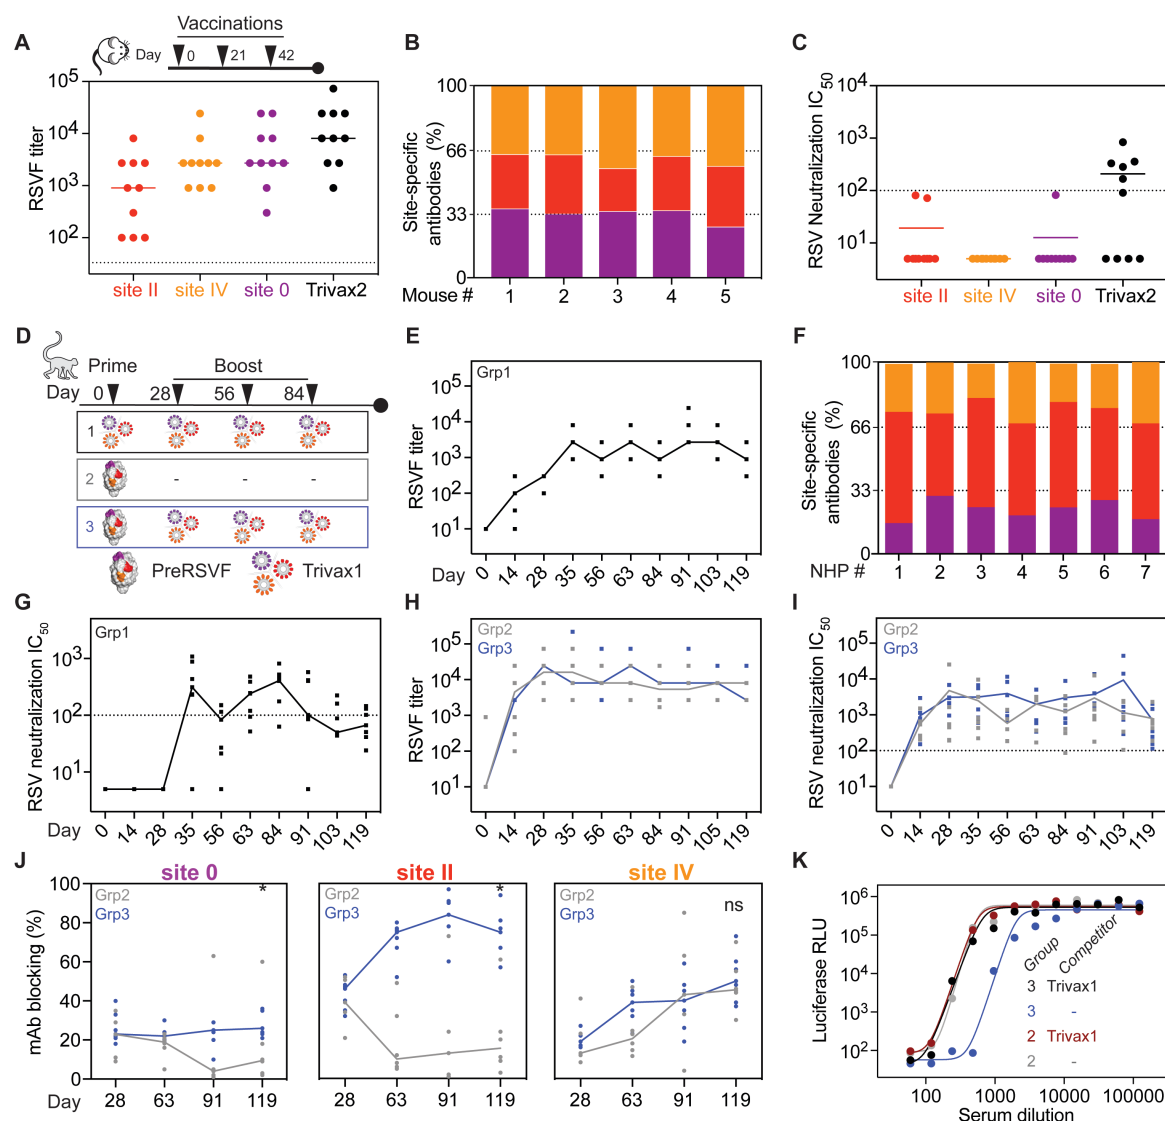 A
Vaccinations
Day 0 21 42
RSVF titer
10^5
10^4
10^3
10^2
site II site IV site 0 Trivax2
B
Site-specific
antibodies (%)
100
66
33
0
Mouse # 1 2 3 4 5
C
RSV Neutralization IC50
10^4
10^3
10^2
10^1
site II site IV site 0 Trivax2
D
Prime Boost
Day 0 28 56 84
1
2 - - -
3
PreRSVF Trivax1
E
Grp1
RSVF titer
10^5
10^4
10^3
10^2
10^1
Day 0 14 28 35 56 63 84 91 103 119
F
Site-specific
antibodies (%)
100
66
33
0
NHP # 1 2 3 4 5 6 7
G
Grp1
RSV neutralization IC50
10^3
10^2
10^1
Day 0 14 28 35 56 63 84 91 103 119
H
Grp2
Grp3
RSVF titer
10^5
10^4
10^3
10^2
10^1
0 14 28 35 56 63 84 91 105 119
I
Grp2
Grp3
RSV neutralization IC50
10^5
10^4
10^3
10^2
10^1
0 14 28 35 56 63 84 91 103 119
J
site 0 site II site IV
mAb blocking (%)
100
80
60
40
20
0
Grp2
Grp3
*
Grp2
Grp3
*
Grp2
Grp3
ns
Day 28 63 91 119 28 63 91 119 28 63 91 119
K
Luciferase RLU
10^6
10^5
10^4
10^3
10^2
Group Competitor
3 Trivax1
3 -
2 Trivax1
2 -
100 1000 10000 100000
Serum dilution